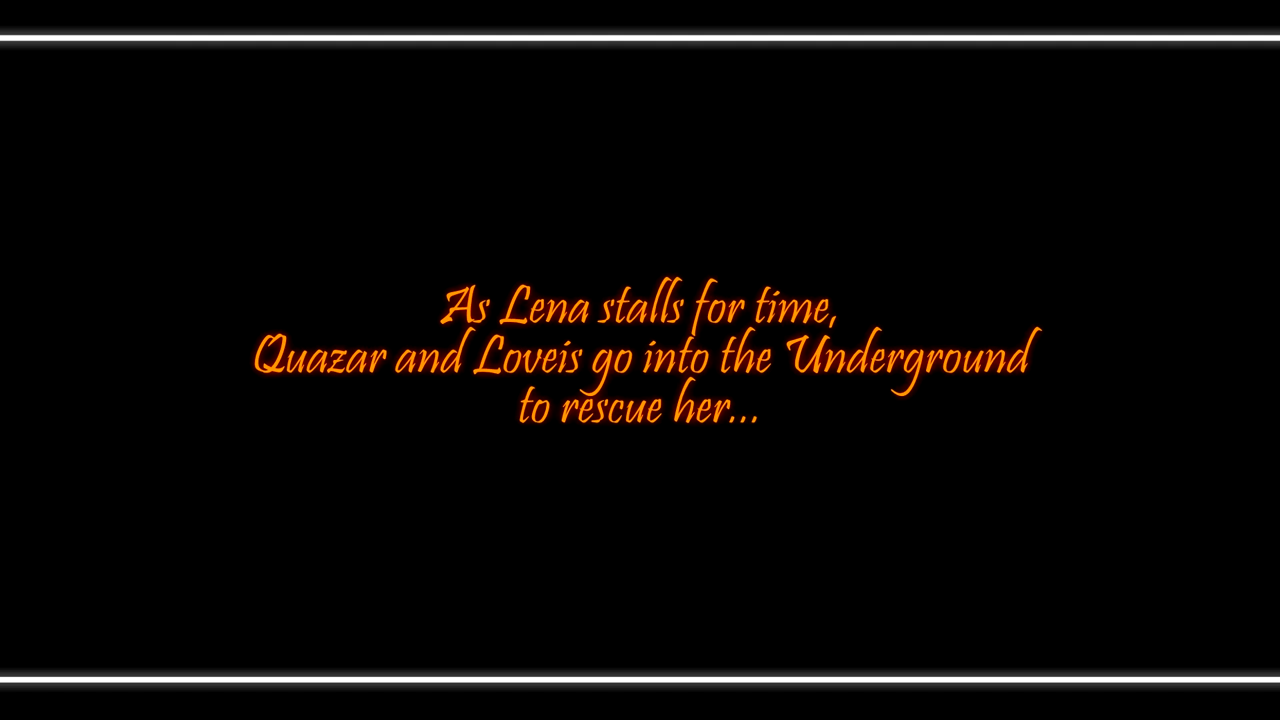 As Lena stalls for time,
Quazar and Loveis go into the Underground
to rescue her...